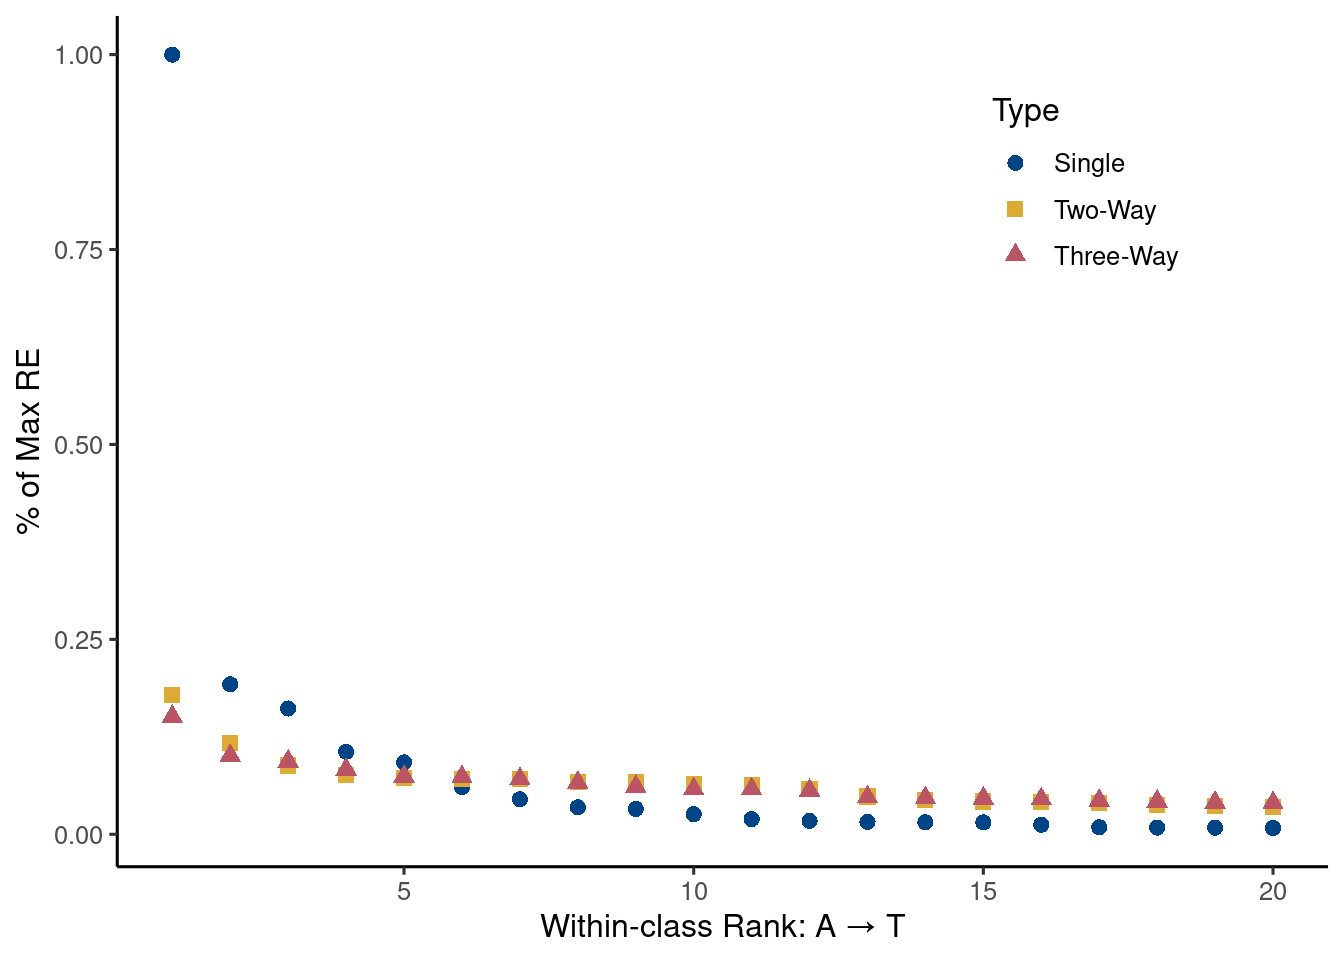 % of Max RE
1.00
0.75
0.50
0.25
0.00
Type
Single
Two-Way
Three-Way
5
10
15
20
Within-class Rank: A → T